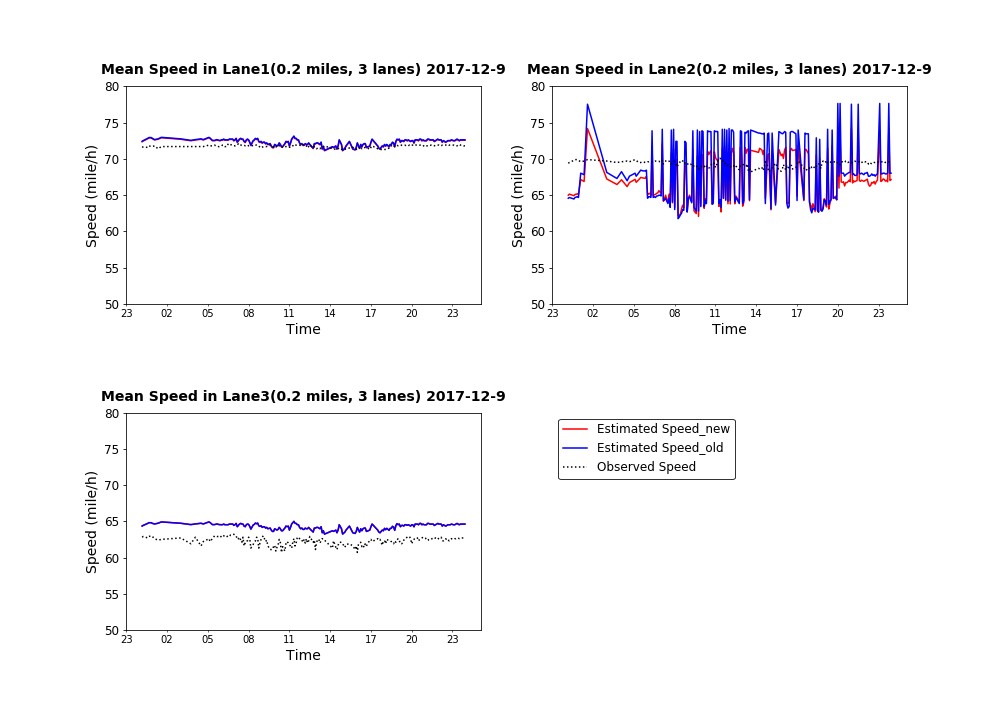 Mean Speed in Lane1(0.2 miles, 3 lanes) 2017-12-9
80
75
70
65
60
55
50
Speed (mile/h)
23 02 05 08 11 14 17 20 23
Time
Mean Speed in Lane2(0.2 miles, 3 lanes) 2017-12-9
80
75
70
65
60
55
50
Speed (mile/h)
23 02 05 08 11 14 17 20 23
Time
Mean Speed in Lane3(0.2 miles, 3 lanes) 2017-12-9
80
75
70
65
60
55
50
Speed (mile/h)
23 02 05 08 11 14 17 20 23
Time
Estimated Speed_new
Estimated Speed_old
Observed Speed